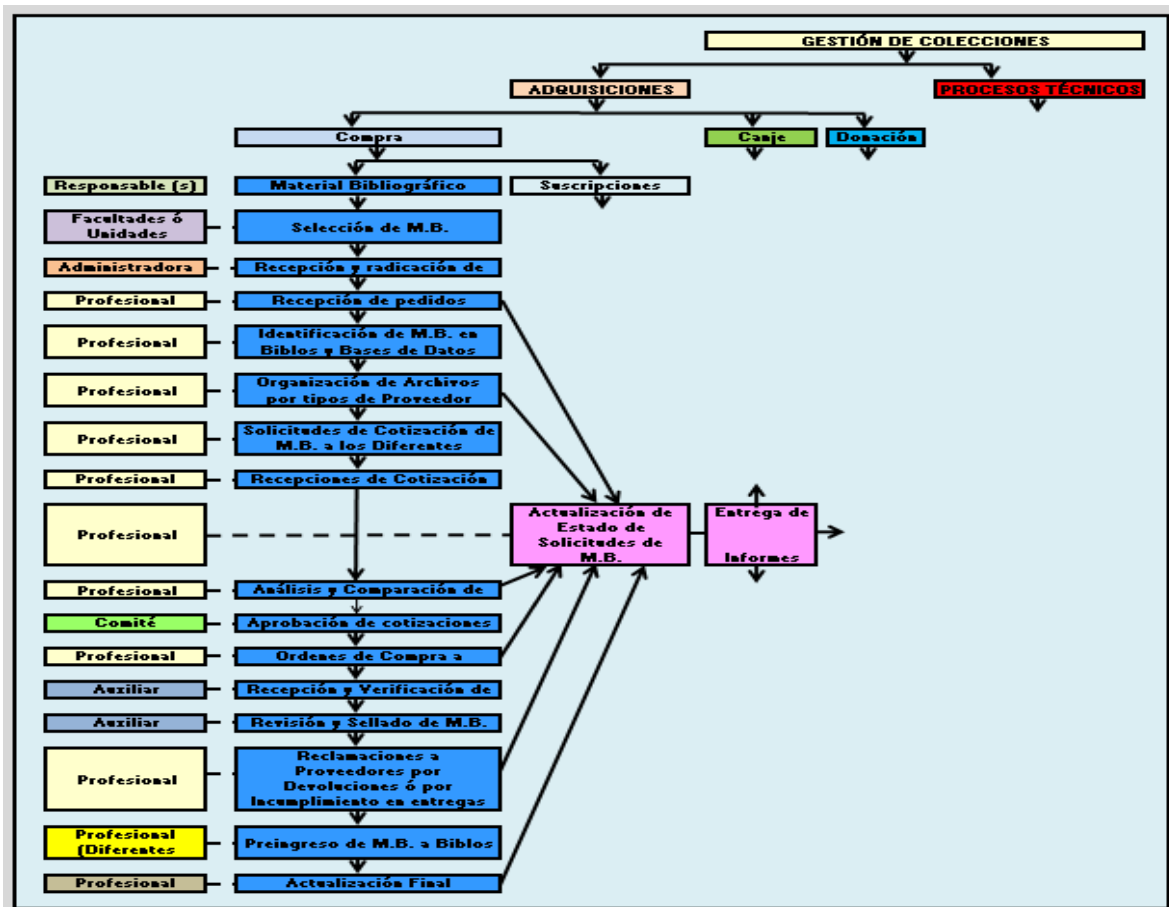 GESTIÓN DE COLECCIONES
ADQUISICIONES
PROCESOS TÉCNICOS
Compra
Canje
Donación
Responsable (s)
Material Bibliográfico
Suscripciones
Facultades ó
Unidades
Selección de M.B.
Administradora
Recepción y radicación de
Profesional
Recepción de pedidos
Profesional
Identificación de M.B. en
Biblos y Bases de Datos
Profesional
Organización de Archivos
por tipos de Proveedor
Profesional
Solicitudes de Cotización de
M.B. a los Diferentes
Profesional
Recepciones de Cotización
Profesional
Actualización de
Estado de
Solicitudes de
M.B.
Entrega de
Informes
Profesional
Análisis y Comparación de
Comité
Aprobación de cotizaciones
Profesional
Ordenes de Compra a
Auxiliar
Recepción y Verificación de
Auxiliar
Revisión y Sellado de M.B.
Profesional
Reclamaciones a
Proveedores por
Devoluciones ó por
Incumplimiento en entregas
Profesional
(Diferentes
Preingreso de M.B. a Biblos
Profesional
Actualización Final